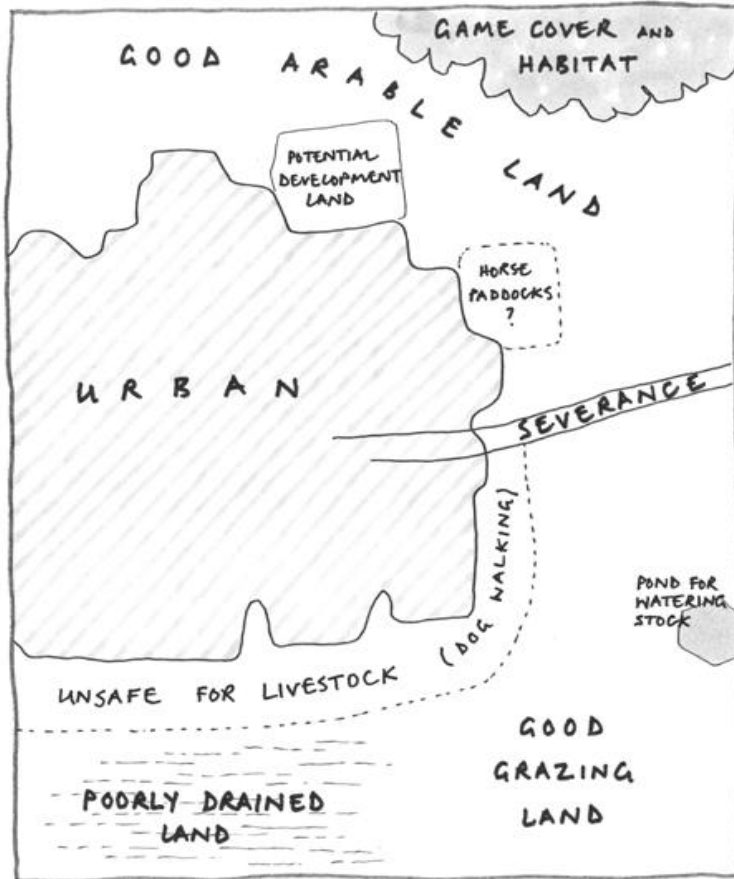 GAME COVER AND
HABITAT
GOOD ARABLE LAND
POTENTIAL
DEVELOPMENT
LAND
HORSE
PADDOCKS
?
URBAN
SEVERANCE
(DOG WALKING)
POND FOR
WATERING
STOCK
UNSAFE FOR LIVESTOCK
GOOD
GRAZING
LAND
POORLY DRAINED
LAND